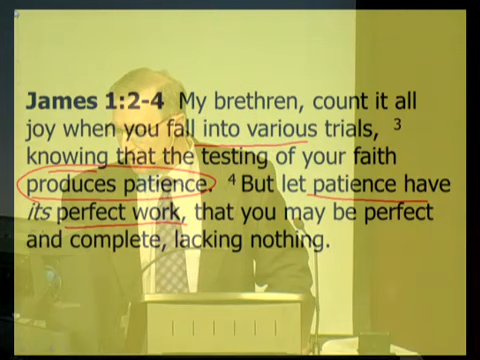 James 1:2-4 My brethren, count it all
joy when you fall into various trials, 3
knowing that the testing of your faith
produces patience. 4 But let patience have
its perfect work, that you may be perfect
and complete, lacking nothing.